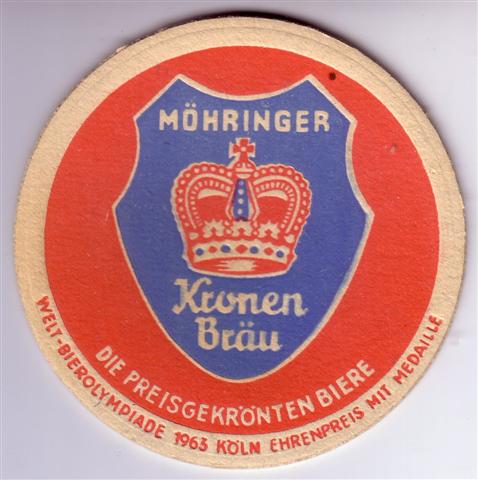 MÖHRINGER
Kronen
Bräu
DIE PREISGEKRÖNTEN BIERE
WELT-BIEROLYMPIADE 1963 KÖLN EHRENPREIS MIT MEDAILLE